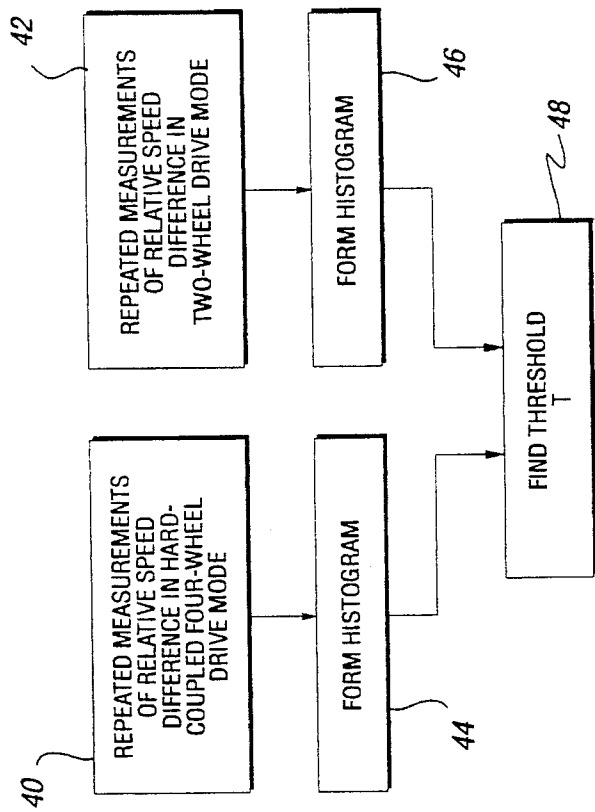 40
REPEATED MEASUREMENTS
OF RELATIVE SPEED
DIFFERENCE IN HARD-
COUPLED FOUR-WHEEL
DRIVE MODE
42
REPEATED MEASUREMENTS
OF RELATIVE SPEED
DIFFERENCE IN
TWO-WHEEL DRIVE MODE
44
FORM HISTOGRAM
46
FORM HISTOGRAM
48
FIND THRESHOLD
T